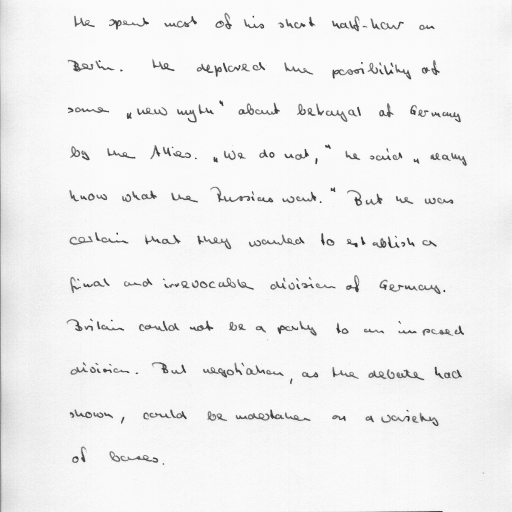 He spent most of his short half-hour on
Berlin. He deplored the possibility of
some „new myth" about betrayal of Germany
by the Allies. „We do not," he said „really
know what the Russians want." But he was
certain that they wanted to establish a
final and irrevocable division of Germany.
Britain could not be a party to an imposed
division. But negotiation, as the debate had
shown, could be undertaken on a variety
of bases.